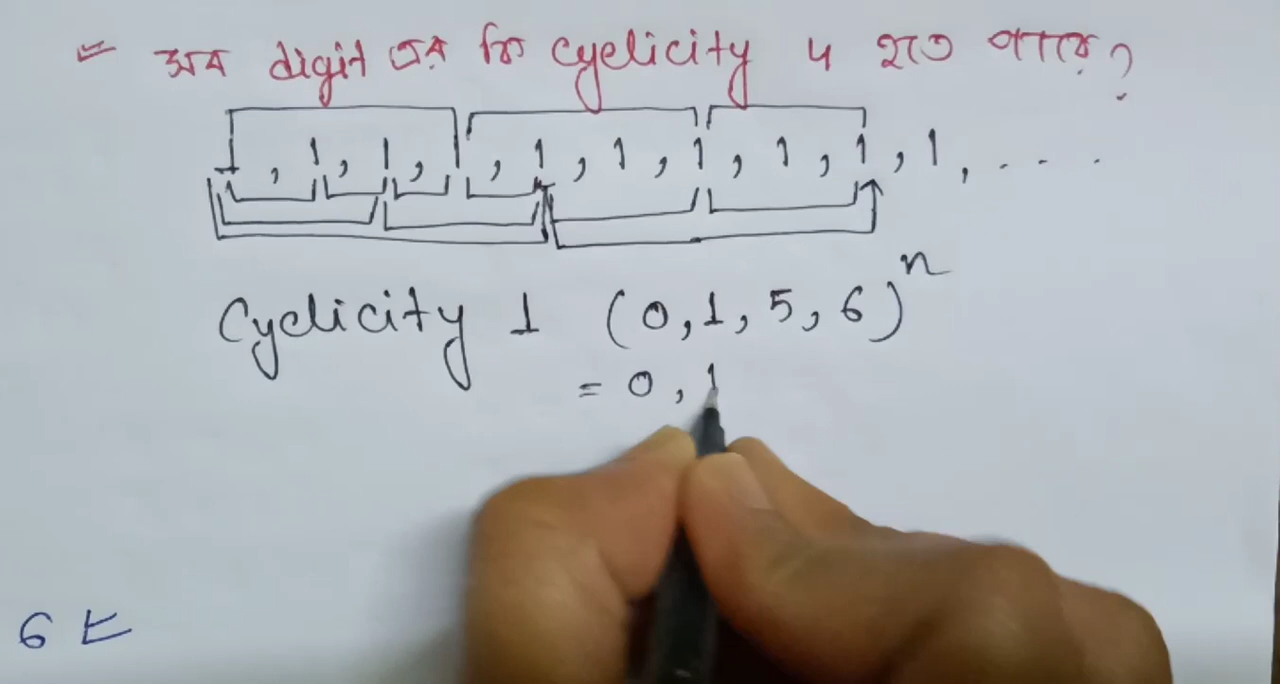 সব digit এর কি cyclicity 4 হতে পারে?
1, 1, 1, 1, 1, 1, 1, 1, 1, 1, ....
Cyclicity 1 (0, 1, 5, 6)ⁿ
= 0, 1
6